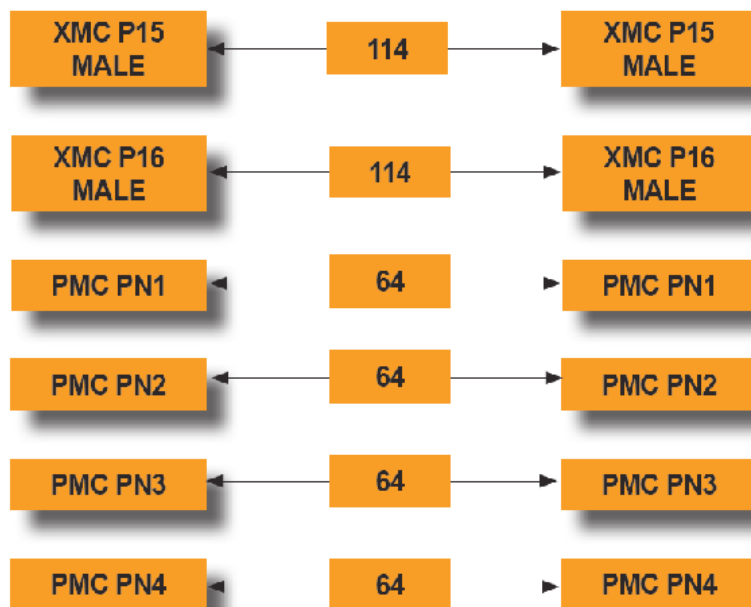 XMC P15
MALE
114
XMC P15
MALE
XMC P16
MALE
114
XMC P16
MALE
PMC PN1
64
PMC PN1
PMC PN2
64
PMC PN2
PMC PN3
64
PMC PN3
PMC PN4
64
PMC PN4